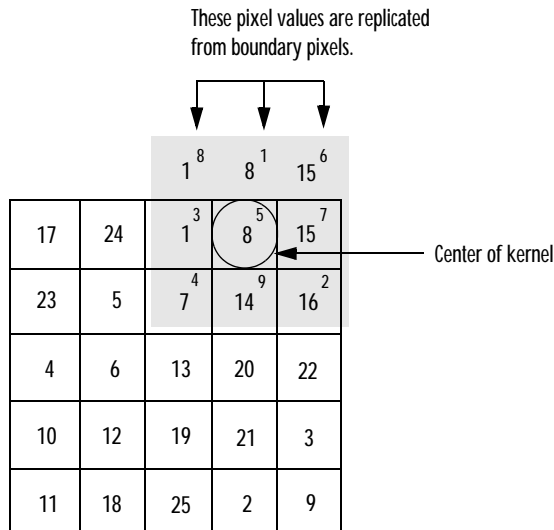 These pixel values are replicated
from boundary pixels.
1 8 8 1 15 6
17 24 1 3 8 5 15 7 Center of kernel
23 5 7 4 14 9 16 2
4 6 13 20 22
10 12 19 21 3
11 18 25 2 9